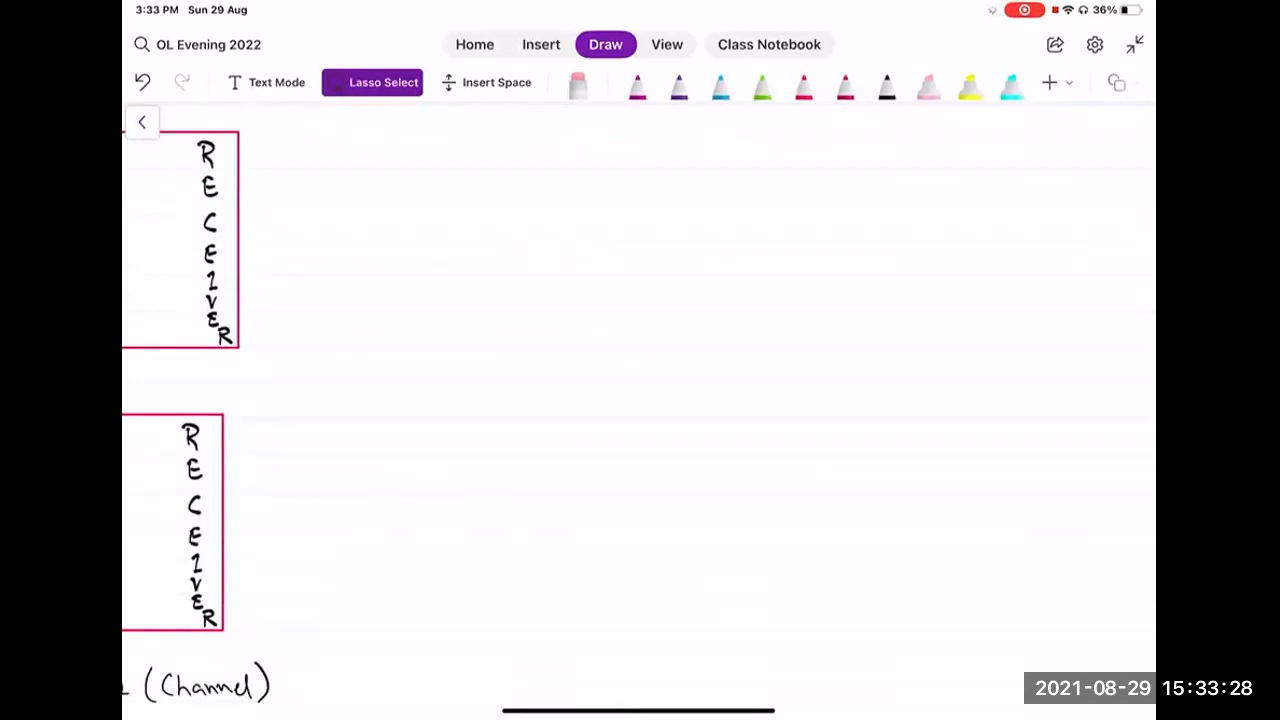 3:33 PM Sun 29 Aug
36%
OL Evening 2022
Home Insert Draw View Class Notebook
Text Mode Lasso Select Insert Space
R
E
C
E
I
V
E
R
R
E
C
E
I
V
E
R
(Channel)
2021-08-29 15:33:28